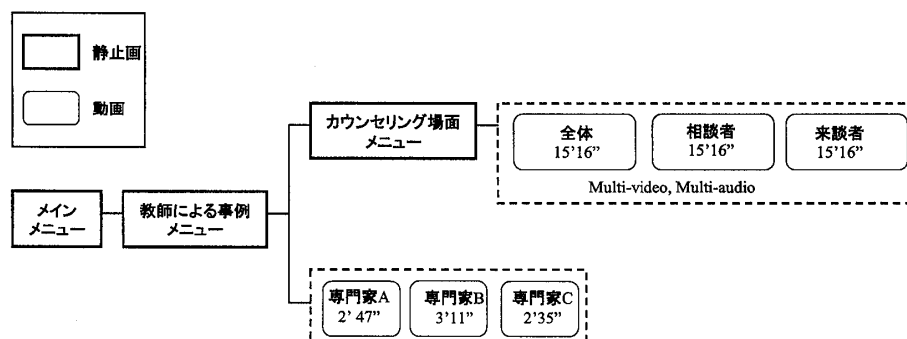 静止画
動画
カウンセリング場面
メニュー
全体
15'16”
相談者
15'16”
来談者
15'16”
Multi-video, Multi-audio
メイン
メニュー
教師による事例
メニュー
専門家A
2' 47”
専門家B
3'11”
専門家C
2'35”